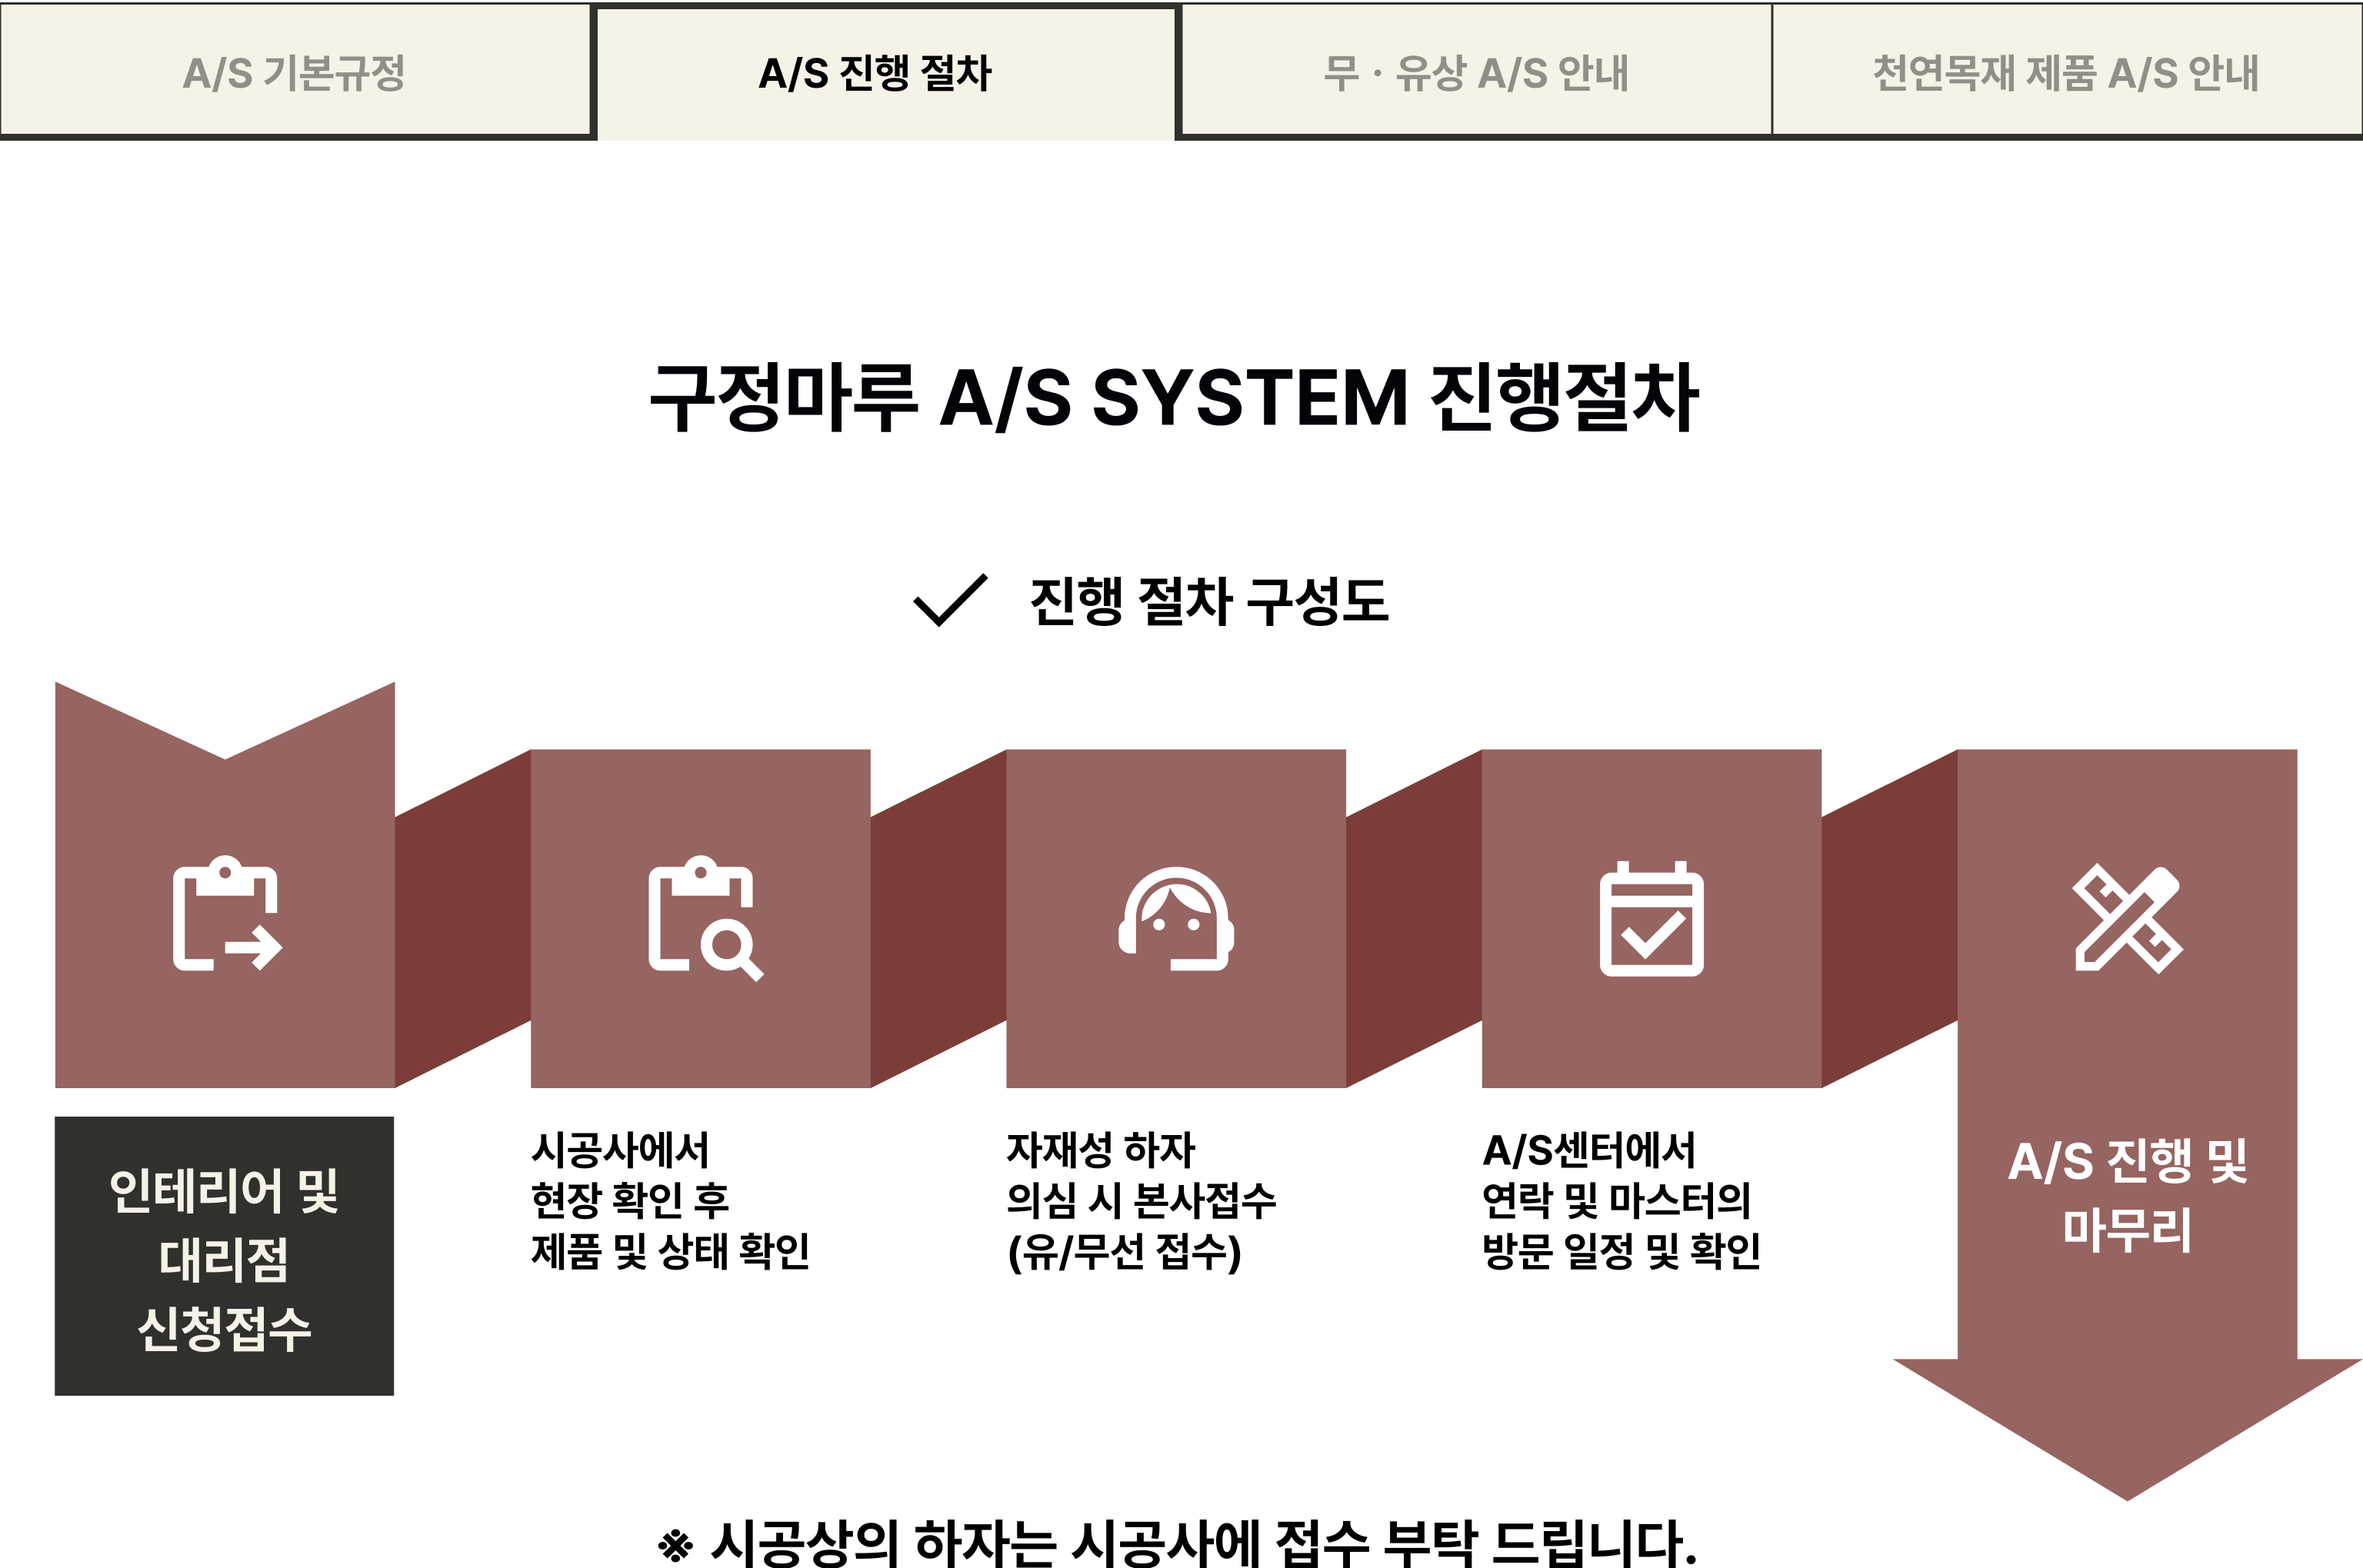 A/S 기본규정
A/S 진행 절차
무 · 유상 A/S 안내
천연목재 제품 A/S 안내
구정마루 A/S SYSTEM 진행절차
진행 절차 구성도
인테리어 및
대리점
신청접수
시공사에서
현장 확인 후
제품 및 상태 확인
자재성 하자
의심 시 본사접수
(유/무선 접수)
A/S센터에서
연락 및 마스터의
방문 일정 및 확인
A/S 진행 및
마무리
※ 시공상의 하자는 시공사에 접수 부탁 드립니다.